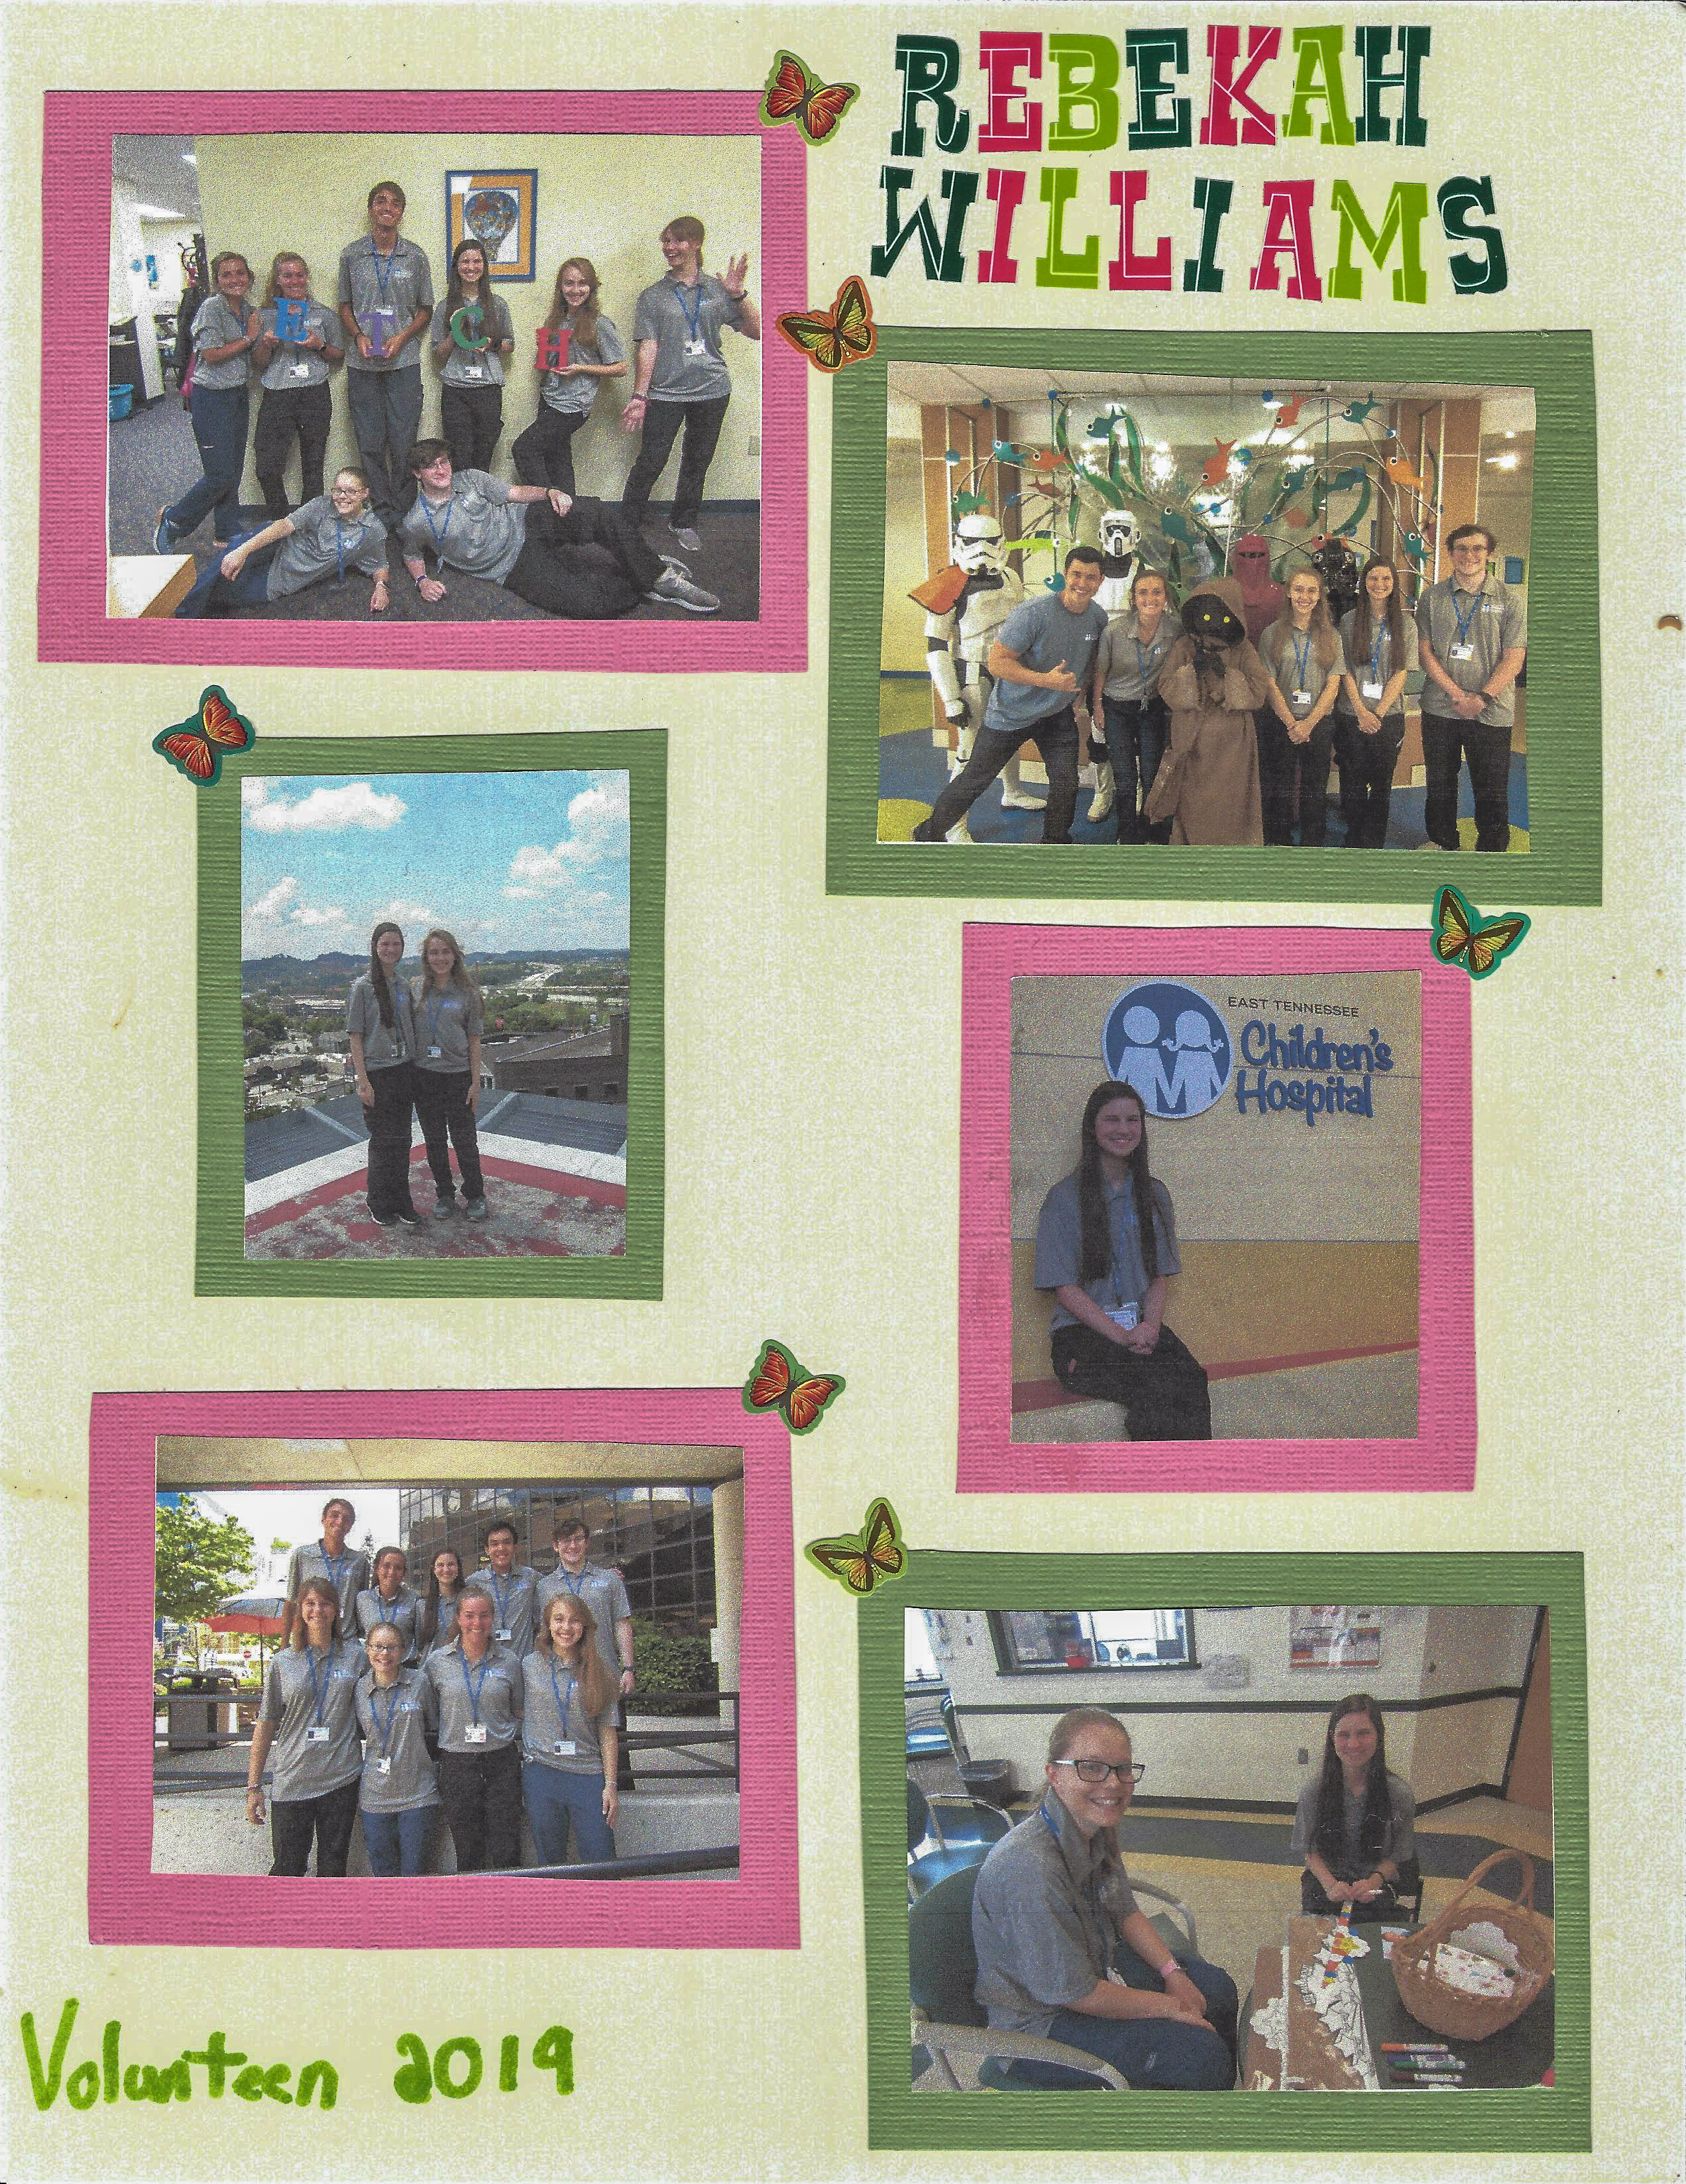 REBEKAH
WILLIAMS
E T C H
EAST TENNESSEE
Children's
Hospital
Volunteen 2019